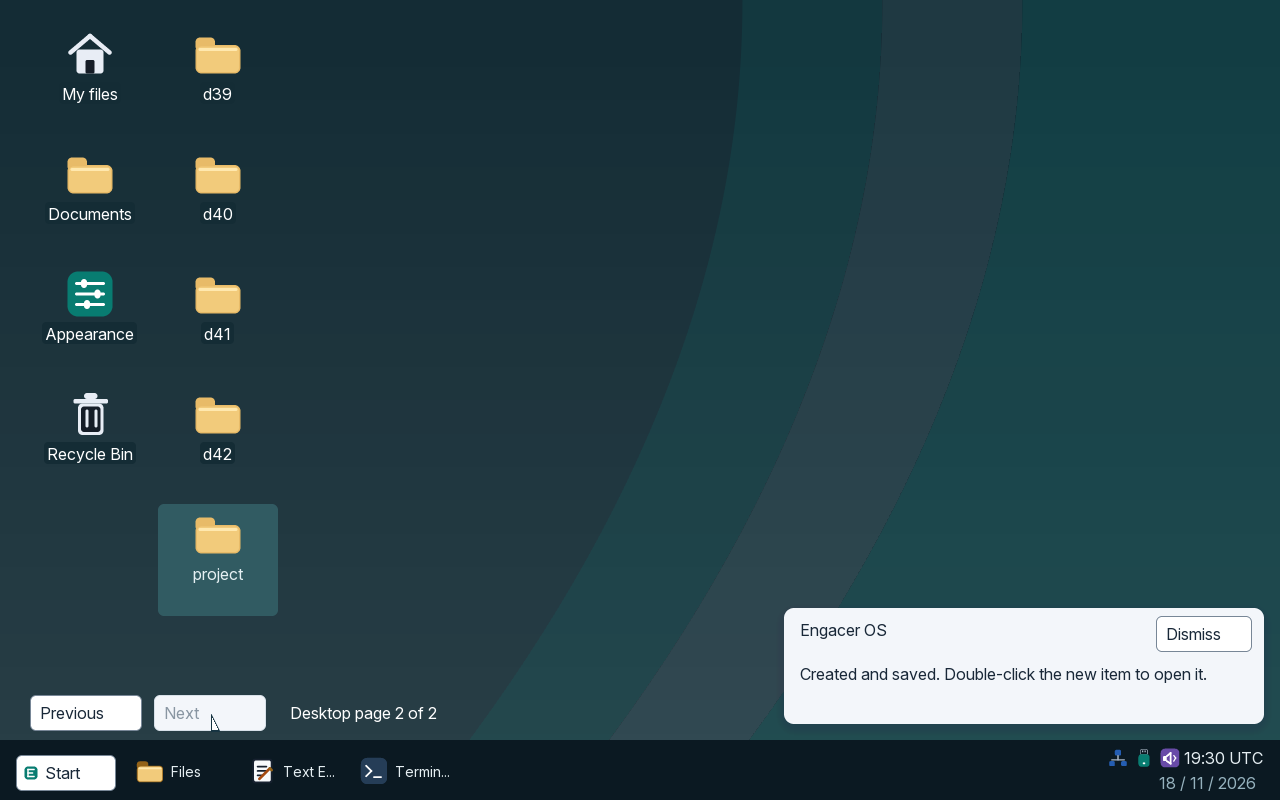 My files
d39
Documents
d40
Appearance
d41
Recycle Bin
d42
project
Engacer OS
Dismiss
Created and saved. Double-click the new item to open it.
Previous
Next
Desktop page 2 of 2
E Start
Files
Text E...
Termin...
19:30 UTC
18 / 11 / 2026